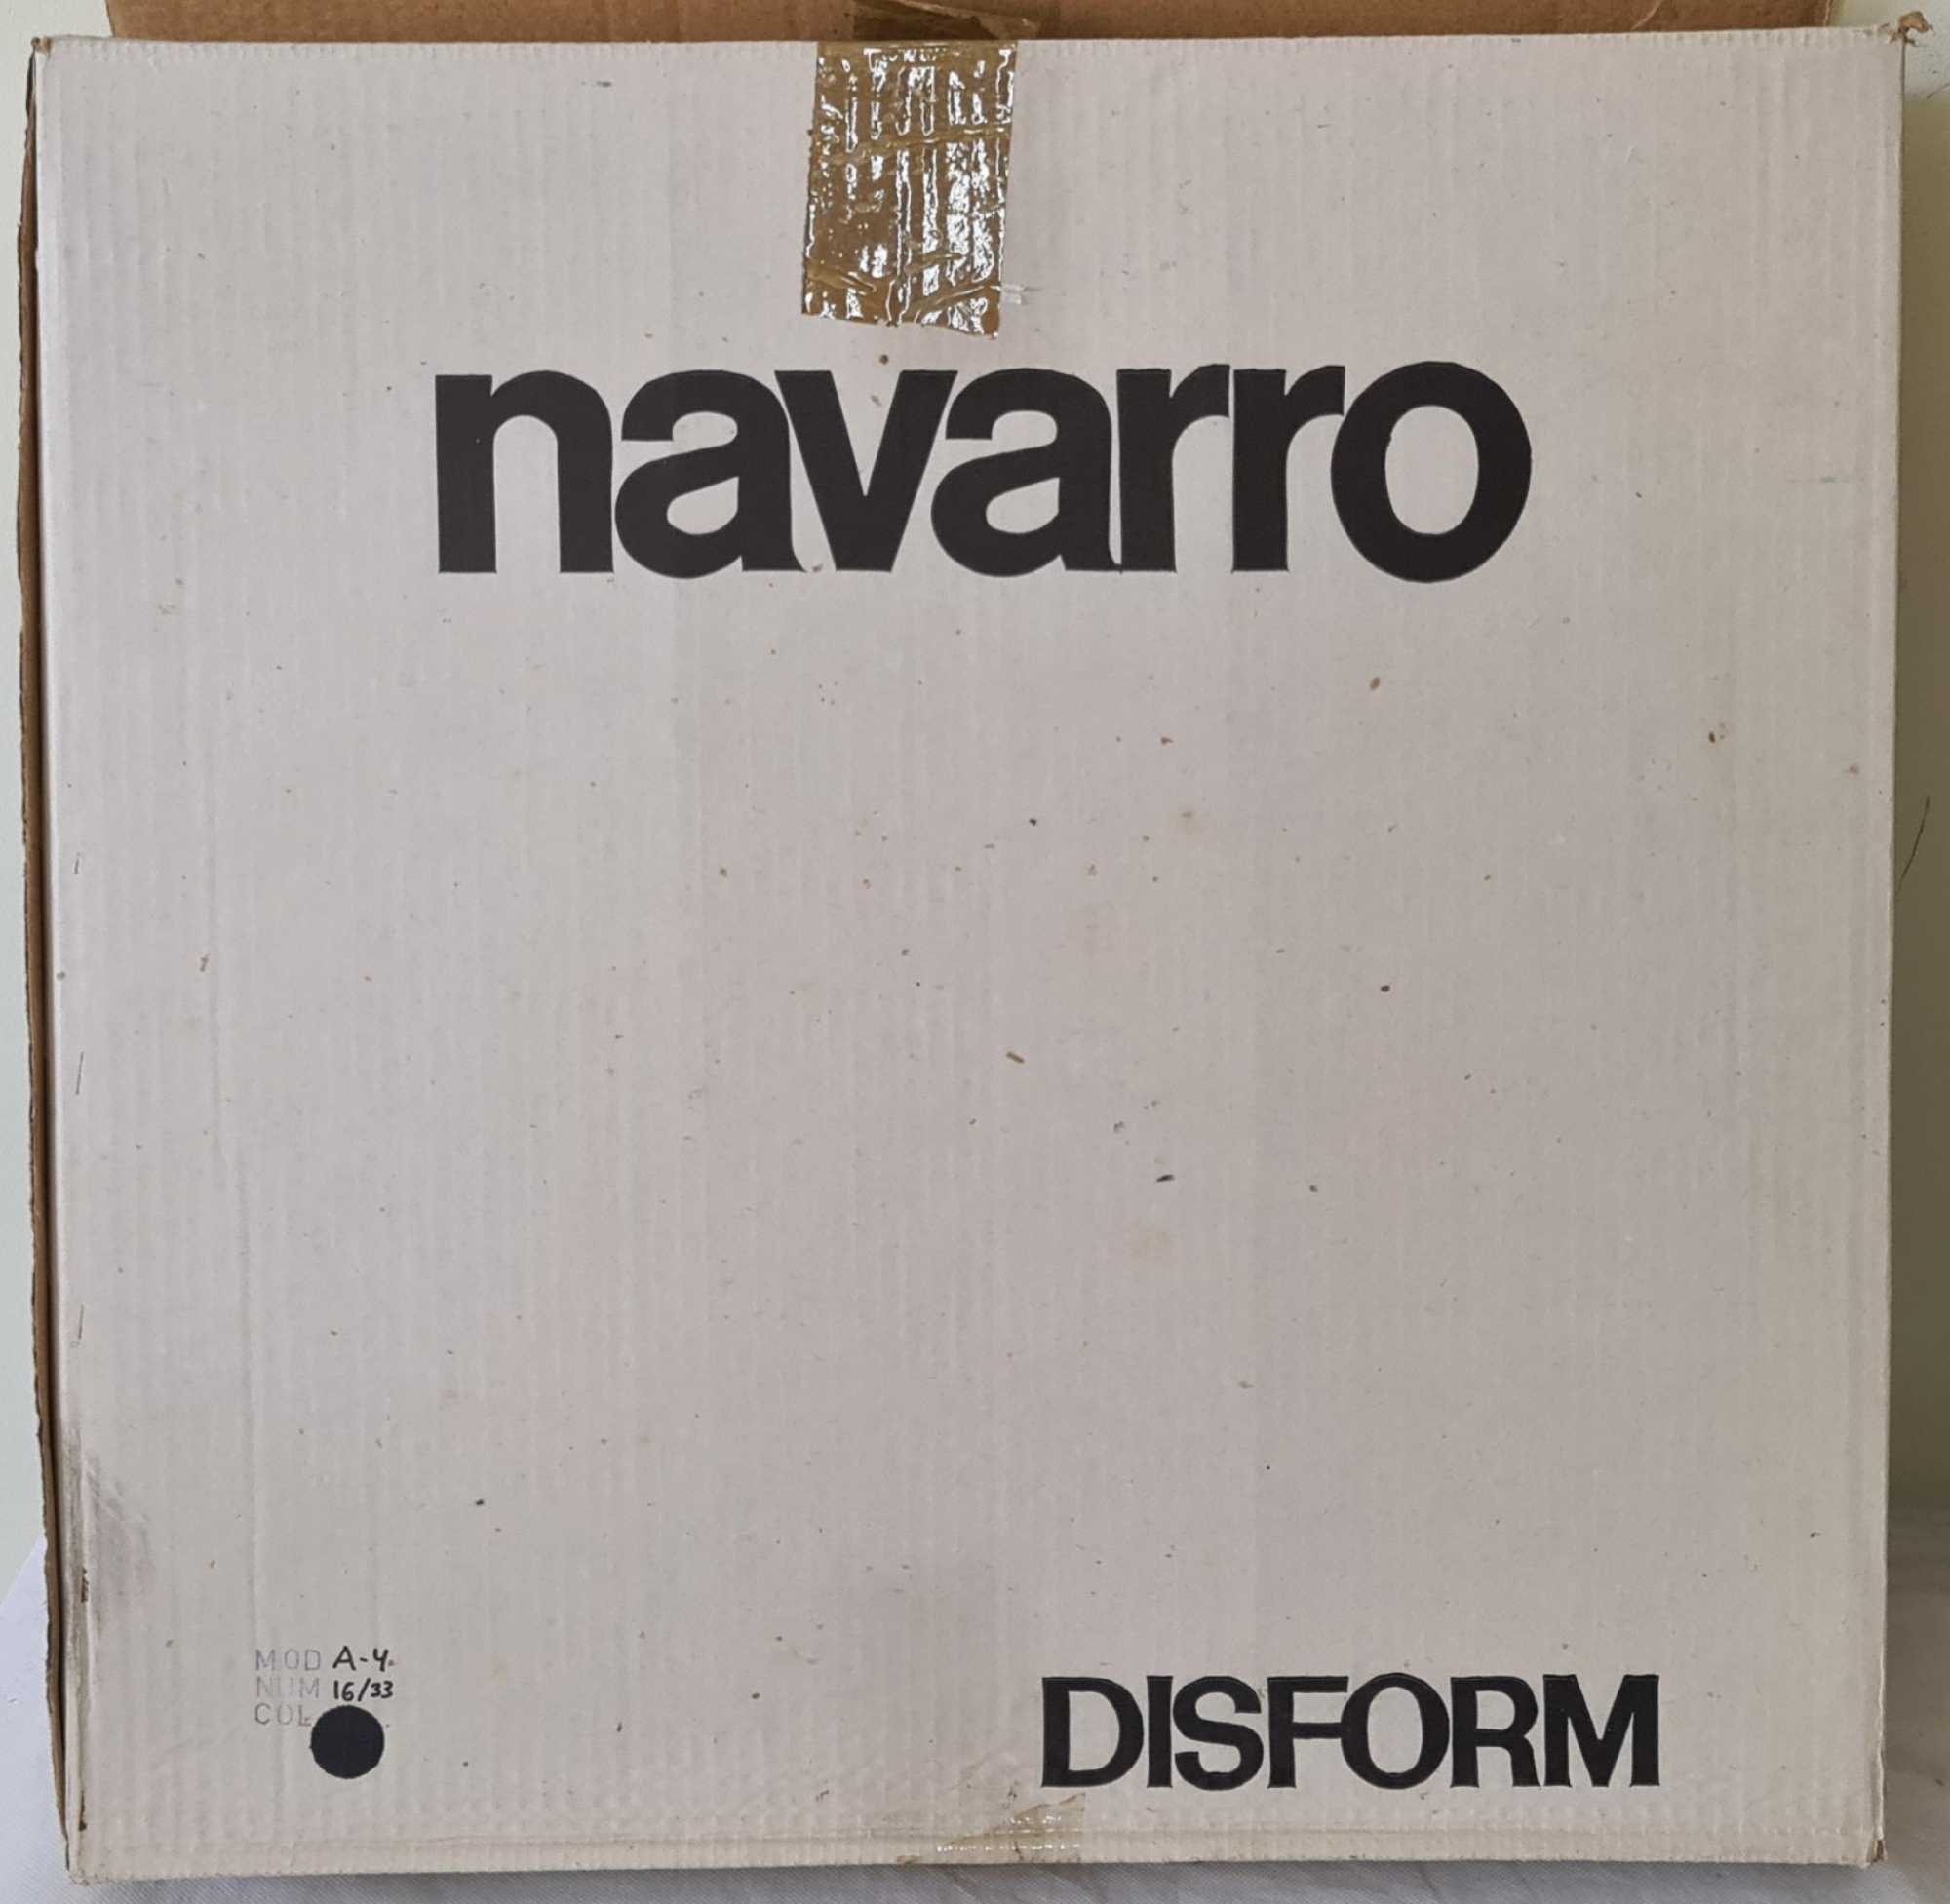 navarro
MOD A-4
NUM 16/33
COL
DISFORM